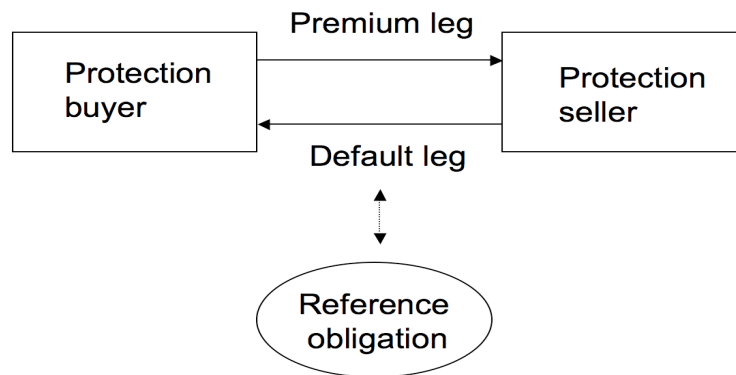 Premium leg
Protection
buyer
Protection
seller
Default leg
Reference
obligation